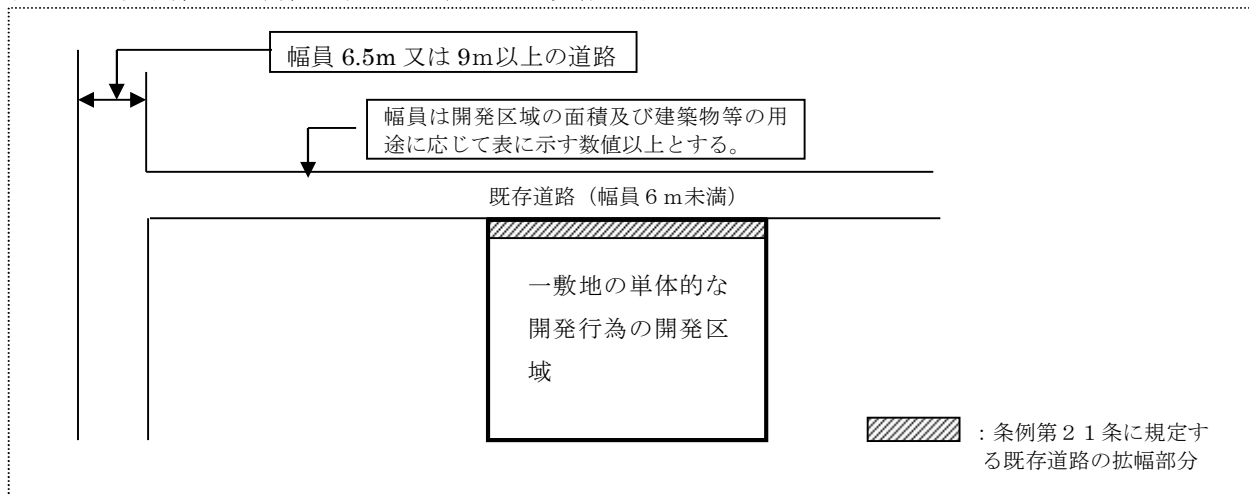 幅員 6.5m 又は 9ｍ以上の道路
幅員は開発区域の面積及び建築物等の用
途に応じて表に示す数値以上とする。
既存道路（幅員６ｍ未満）
一敷地の単体的な
開発行為の開発区
域
：条例第２１条に規定す
る既存道路の拡幅部分